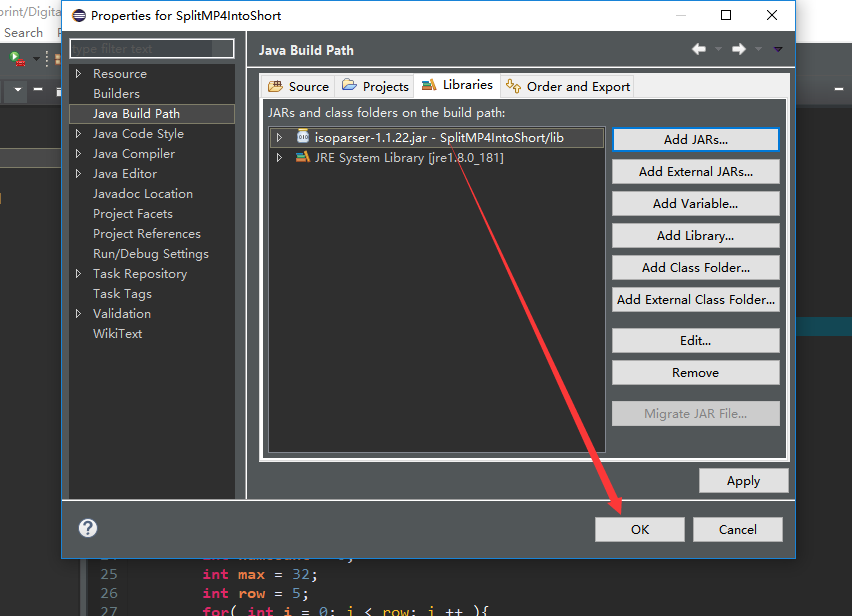 print/Digita
Properties for SplitMP4IntoShort
Search
type filter text
Java Build Path
Resource
Builders
Java Build Path
Java Code Style
Java Compiler
Java Editor
Javadoc Location
Project Facets
Project References
Run/Debug Settings
Task Repository
Task Tags
Validation
WikiText
Source
Projects
Libraries
Order and Export
JARs and class folders on the build path:
isoparser-1.1.22.jar - SplitMP4IntoShort/lib
JRE System Library [jre1.8.0_181]
Add JARs...
Add External JARs...
Add Variable...
Add Library...
Add Class Folder...
Add External Class Folder...
Edit...
Remove
Migrate JAR File...
Apply
OK
Cancel
25 int max = 32;
26 int row = 5;
27 for( int i = 0; i < row; i ++ ){